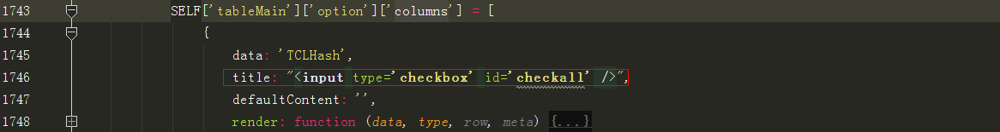 1743 SELF['tableMain']['option']['columns'] = [
1744 {
1745 data: 'TCLHash',
1746 title: "<input type='checkbox' id='checkall' />",
1747 defaultContent: '',
1748 render: function (data, type, row, meta) {...}